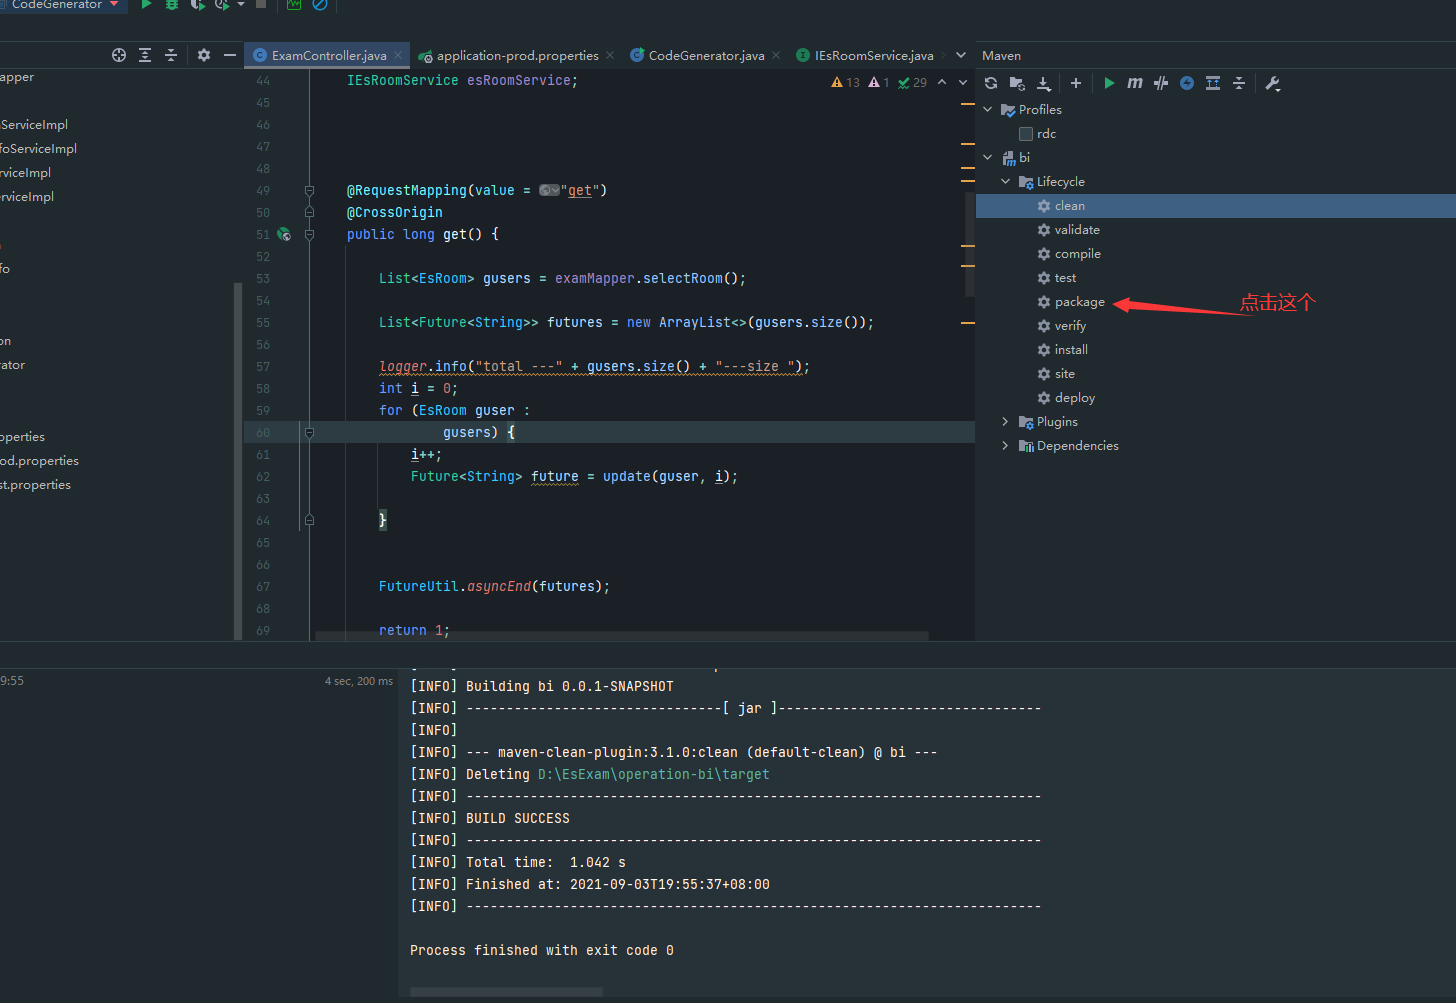 CodeGenerator
ExamController.java
application-prod.properties
CodeGenerator.java
IEsRoomService.java
Maven
apper
sServiceImpl
foServiceImpl
rviceImpl
erviceImpl
fo
on
ator
operties
od.properties
st.properties
13 1 29
44 IEsRoomService esRoomService;
45
46
47
48
49 @RequestMapping(value = "get")
50 @CrossOrigin
51 public long get() {
52
53 List<EsRoom> gusers = examMapper.selectRoom();
54
55 List<Future<String>> futures = new ArrayList<>(gusers.size());
56
57 logger.info("total ---" + gusers.size() + "---size ");
58 int i = 0;
59 for (EsRoom guser :
60 gusers) {
61 i++;
62 Future<String> future = update(guser, i);
63
64 }
65
66
67 FutureUtil.asyncEnd(futures);
68
69 return 1;
Profiles
rdc
bi
Lifecycle
clean
validate
compile
test
package
点击这个
verify
install
site
deploy
Plugins
Dependencies
9:55
4 sec, 200 ms
[INFO] Building bi 0.0.1-SNAPSHOT
[INFO] --------------------------------[ jar ]---------------------------------
[INFO]
[INFO] --- maven-clean-plugin:3.1.0:clean (default-clean) @ bi ---
[INFO] Deleting D:\EsExam\operation-bi\target
[INFO] ------------------------------------------------------------------------
[INFO] BUILD SUCCESS
[INFO] ------------------------------------------------------------------------
[INFO] Total time:  1.042 s
[INFO] Finished at: 2021-09-03T19:55:37+08:00
[INFO] ------------------------------------------------------------------------
Process finished with exit code 0